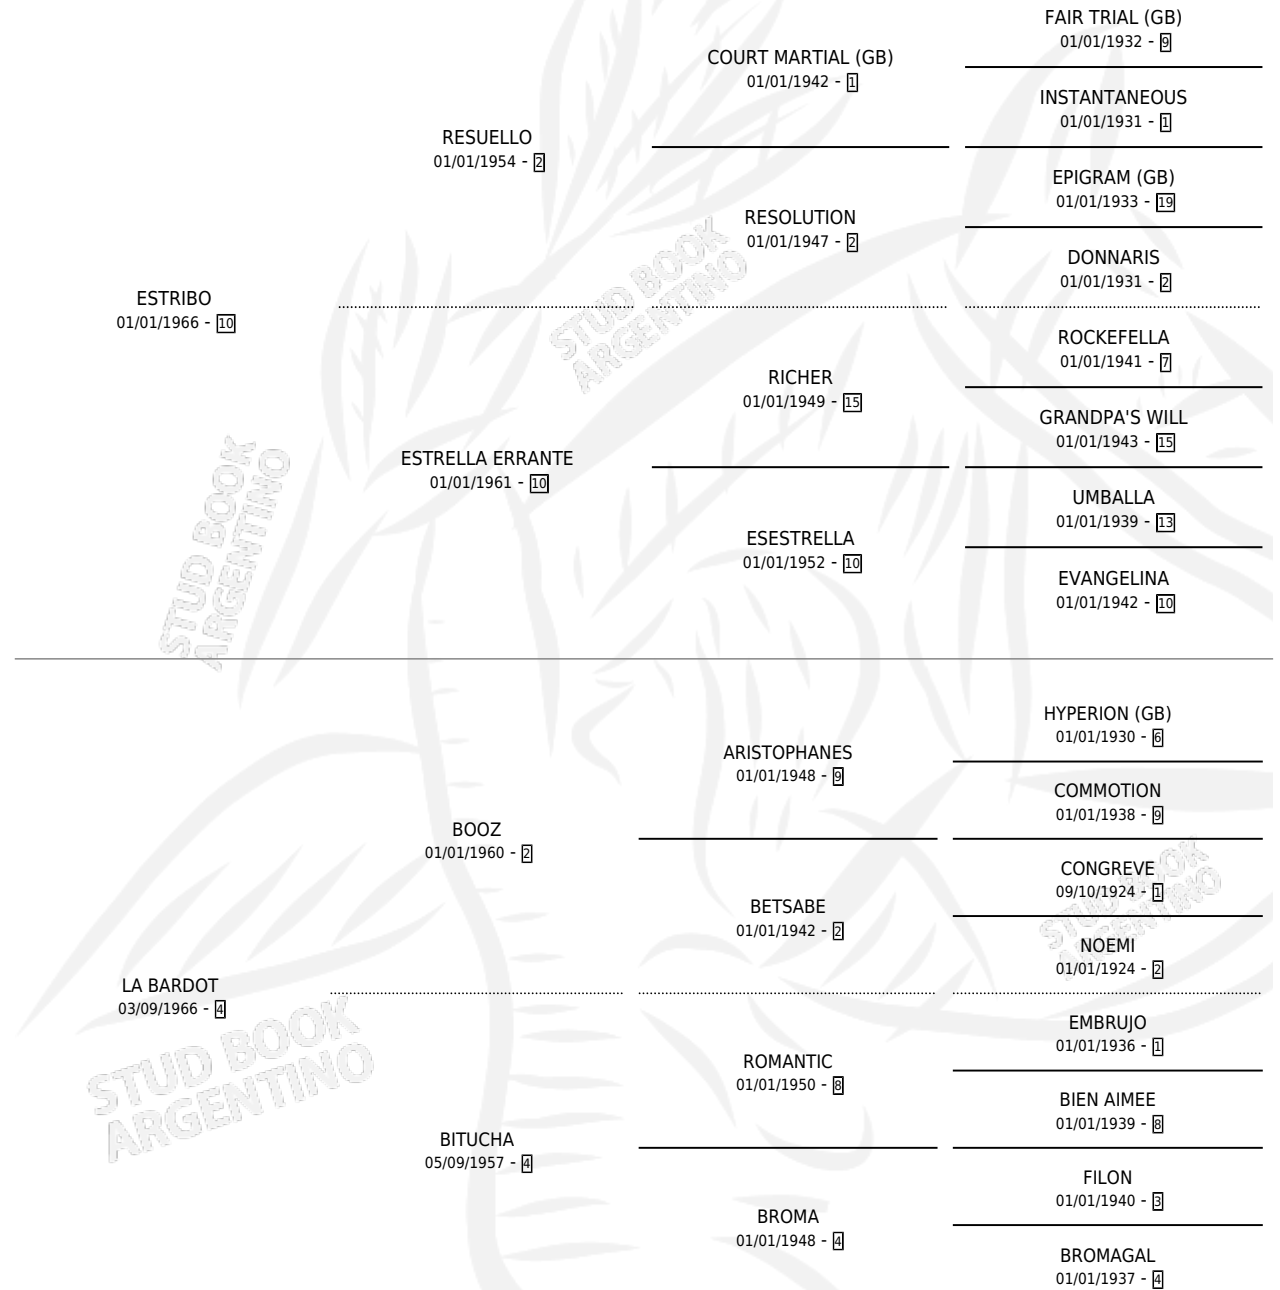 FAIR TRIAL (GB)
01/01/1932 - 9
COURT MARTIAL (GB)
01/01/1942 - 1
INSTANTANEOUS
01/01/1931 - 1
RESUELLO
01/01/1954 - 2
EPIGRAM (GB)
01/01/1933 - 19
RESOLUTION
01/01/1947 - 2
DONNARIS
01/01/1931 - 2
ESTRIBO
01/01/1966 - 10
ROCKEFELLA
01/01/1941 - 7
RICHER
01/01/1949 - 15
GRANDPA'S WILL
01/01/1943 - 15
ESTRELLA ERRANTE
01/01/1961 - 10
UMBALLA
01/01/1939 - 13
ESESTRELLA
01/01/1952 - 10
EVANGELINA
01/01/1942 - 10
HYPERION (GB)
01/01/1930 - 6
ARISTOPHANES
01/01/1948 - 9
COMMOTION
01/01/1938 - 9
BOOZ
01/01/1960 - 2
CONGREVE
09/10/1924 - 1
BETSABE
01/01/1942 - 2
NOEMI
01/01/1924 - 2
LA BARDOT
03/09/1966 - 4
EMBRUJO
01/01/1936 - 1
ROMANTIC
01/01/1950 - 8
BIEN AIMEE
01/01/1939 - 8
BITUCHA
05/09/1957 - 4
FILON
01/01/1940 - 3
BROMA
01/01/1948 - 4
BROMAGAL
01/01/1937 - 4
STUD BOOK
ARGENTINO
STUD BOOK
ARGENTINO
STUD BOOK
ARGENTINO
STUD BOOK
ARGENTINO